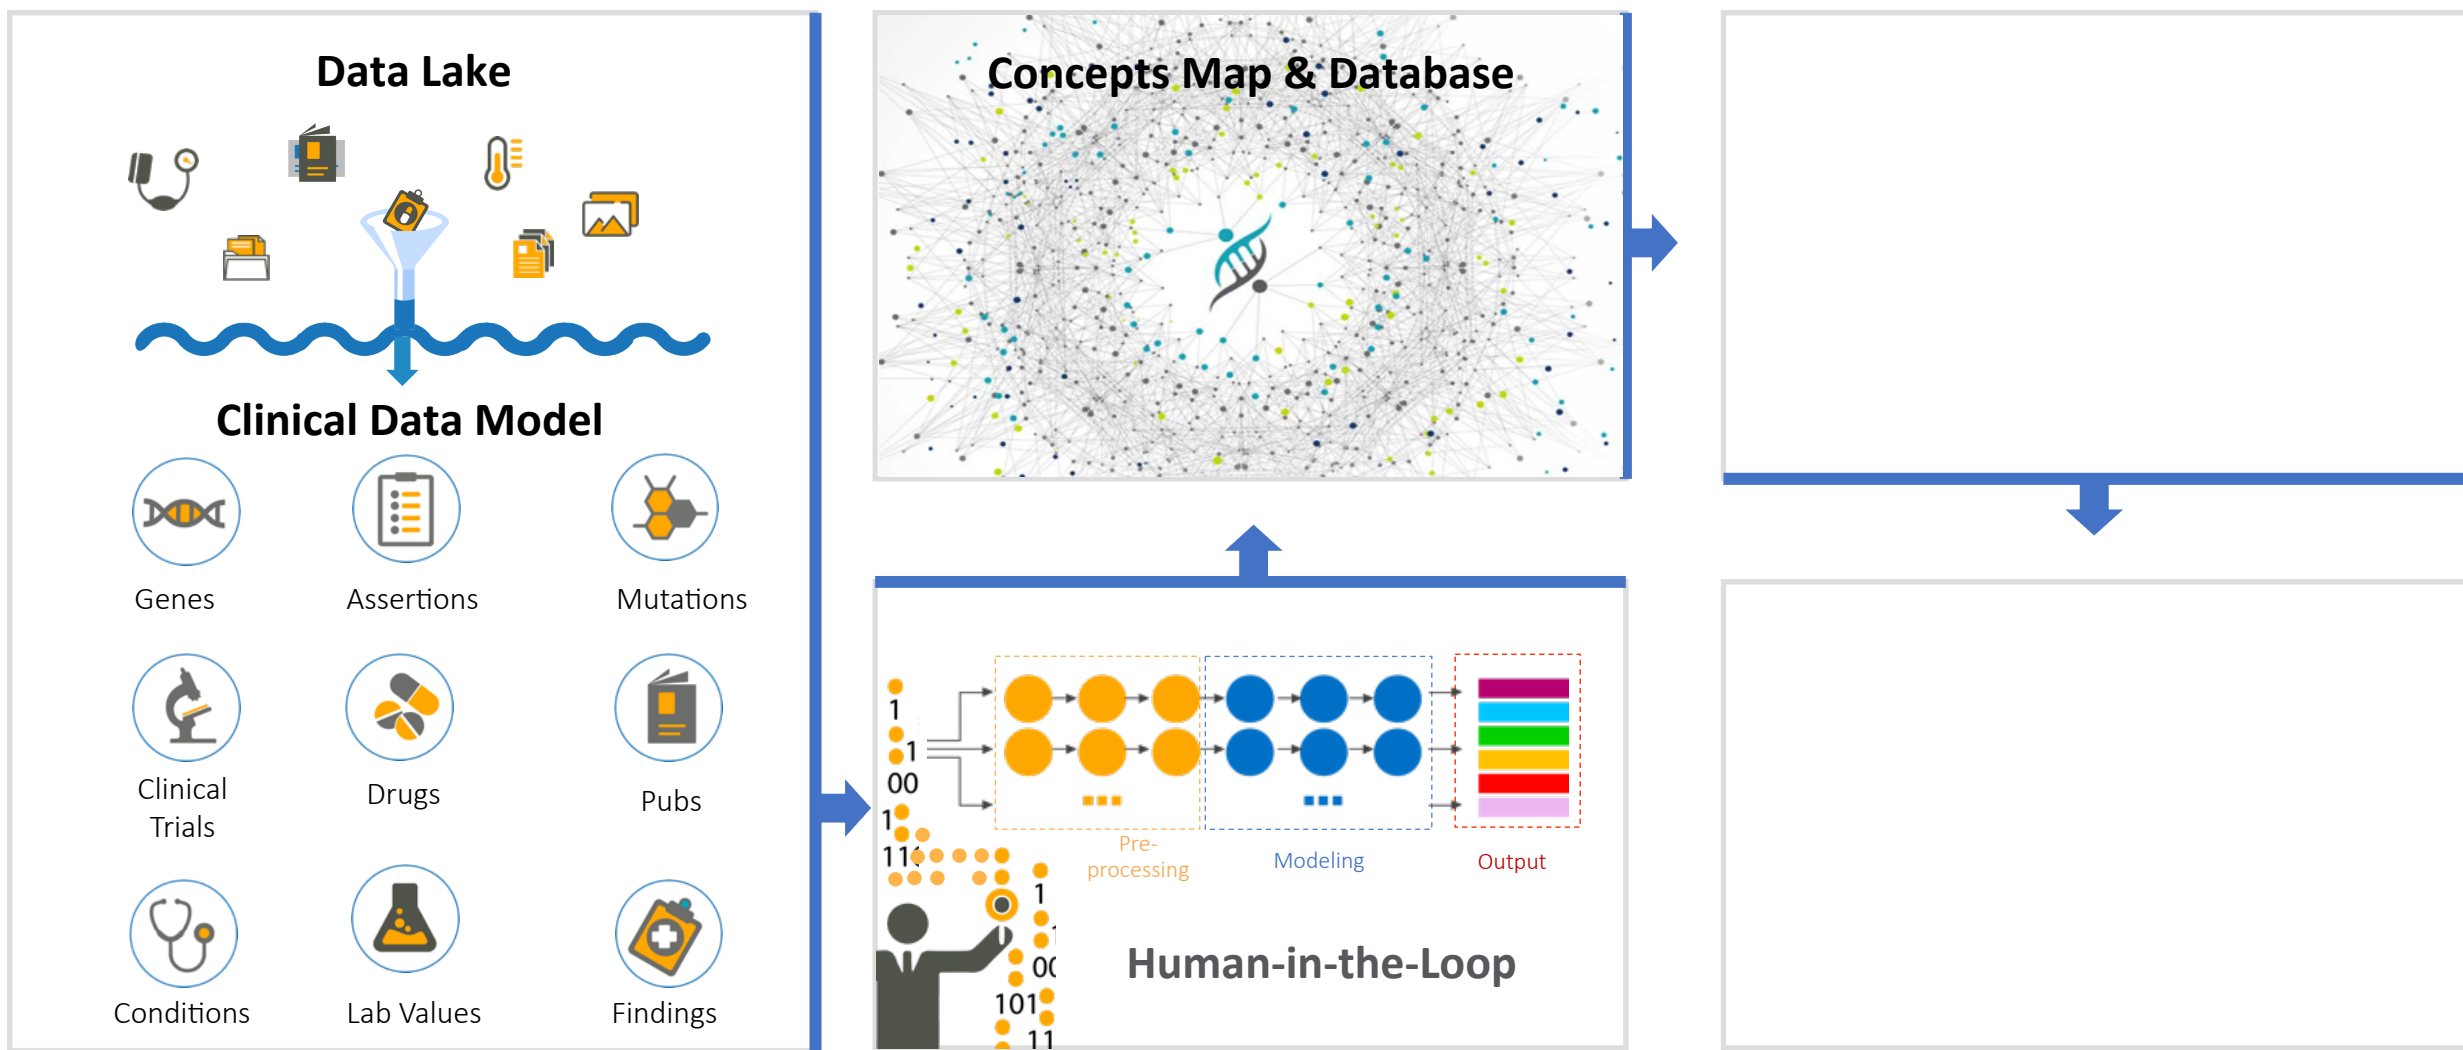 Data Lake
Clinical Data Model
Genes
Assertions
Mutations
Clinical
Trials
Drugs
Pubs
Conditions
Lab Values
Findings
Concepts Map & Database
1
1
00
1
11
Pre-
processing
Modeling
Output
1
00
101
11
Human-in-the-Loop